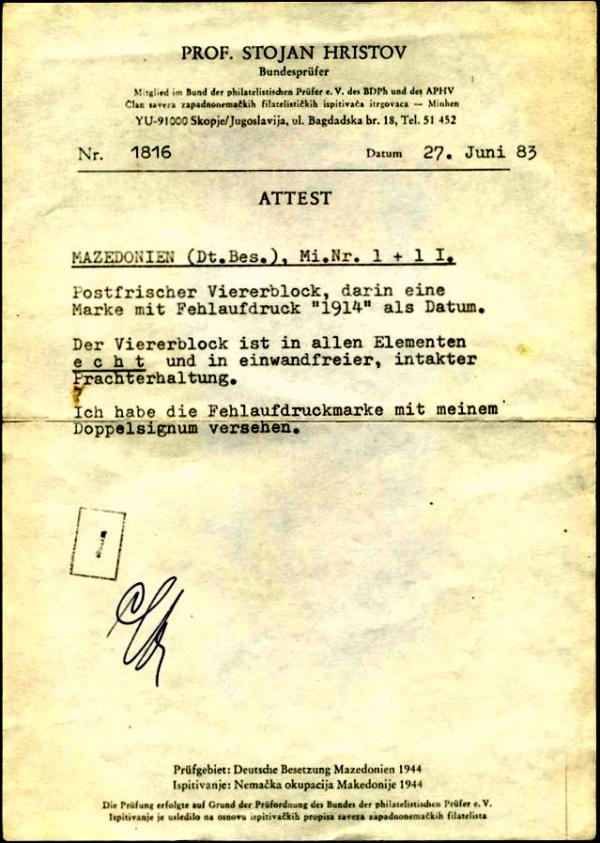 PROF. STOJAN HRISTOV
Bundesprüfer
Mitglied im Bund der philatelistischen Prüfer e. V. des BDPh und des APHV
Član saveza zapadnonemačkih filatelističkih ispitivača itrgovaca — Minhen
YU-91000 Skopje/Jugoslavija, ul. Bagdadska br. 18, Tel. 51 452
Nr. 1816 Datum 27. Juni 83
ATTEST
MAZEDONIEN (Dt.Bes.), Mi.Nr. 1 + 1 I.
Postfrischer Viererblock, darin eine
Marke mit Fehlaufdruck "1914" als Datum.
Der Viererblock ist in allen Elementen
e c h t und in einwandfreier, intakter
Prachterhaltung.
Ich habe die Fehlaufdruckmarke mit meinem
Doppelsignum versehen.
Prüfgebiet: Deutsche Besetzung Mazedonien 1944
Ispitivanje: Nemačka okupacija Makedonije 1944
Die Prüfung erfolgte auf Grund der Prüfordnung des Bundes der philatelistischen Prüfer e. V.
Ispitivanje je usledilo na osnovu ispitivačkih propisa saveza zapadnonemačkih filatelista